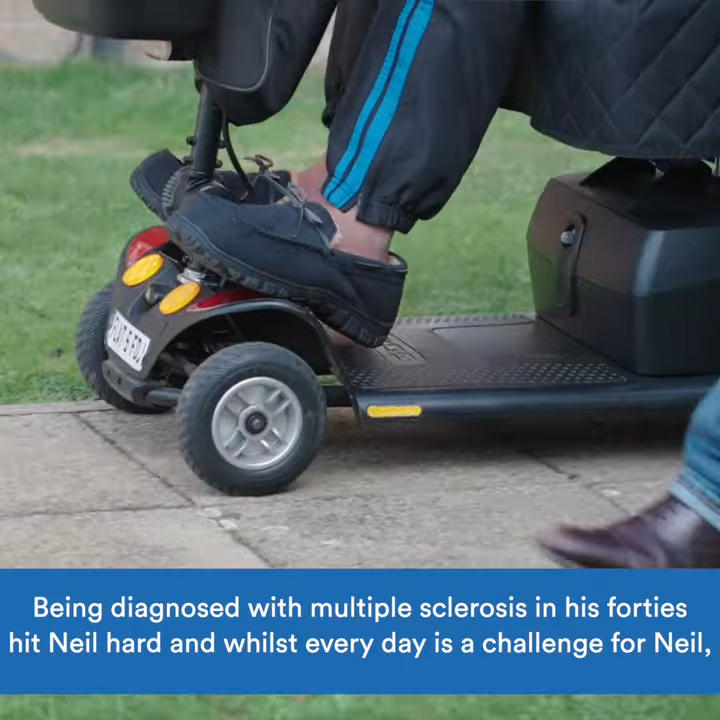 Being diagnosed with multiple sclerosis in his forties
hit Neil hard and whilst every day is a challenge for Neil,